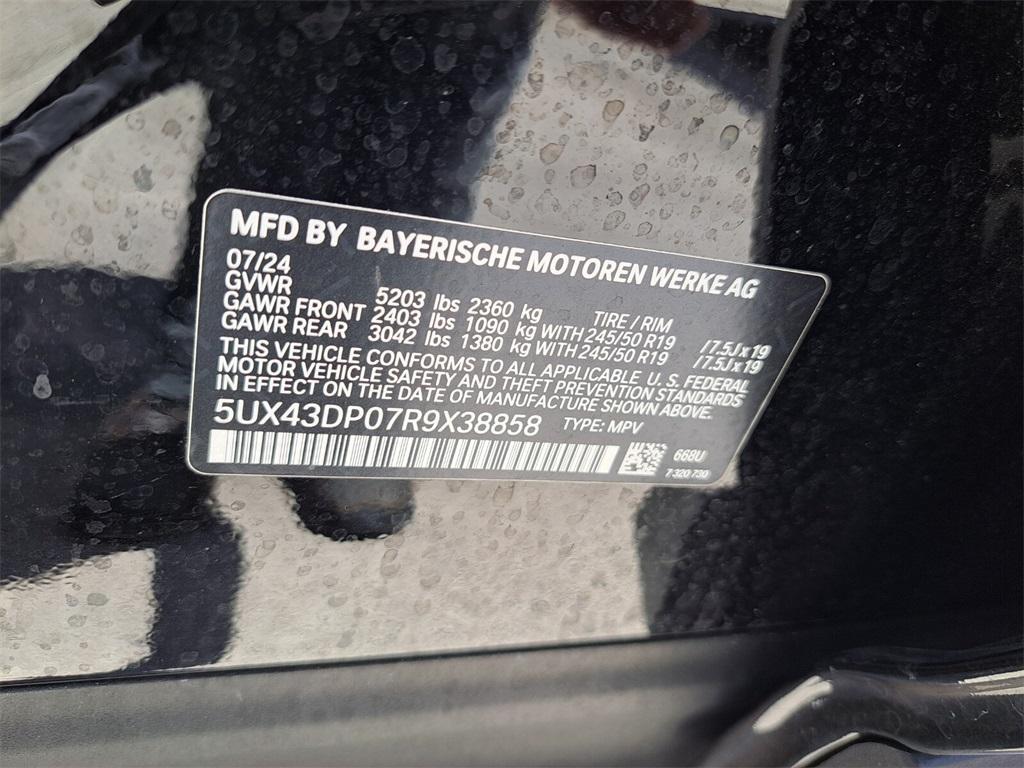 MFD BY BAYERISCHE MOTOREN WERKE AG
07/24
GVWR 5203 lbs 2360 kg TIRE / RIM
GAWR FRONT 2403 lbs 1090 kg WITH 245/50 R19 /7.5Jx19
GAWR REAR 3042 lbs 1380 kg WITH 245/50 R19 /7.5Jx19
THIS VEHICLE CONFORMS TO ALL APPLICABLE U. S. FEDERAL
MOTOR VEHICLE SAFETY AND THEFT PREVENTION STANDARDS
IN EFFECT ON THE DATE OF MANUFACTURE SHOWN ABOVE.
5UX43DP07R9X38858 TYPE: MPV
668U
7 320 730